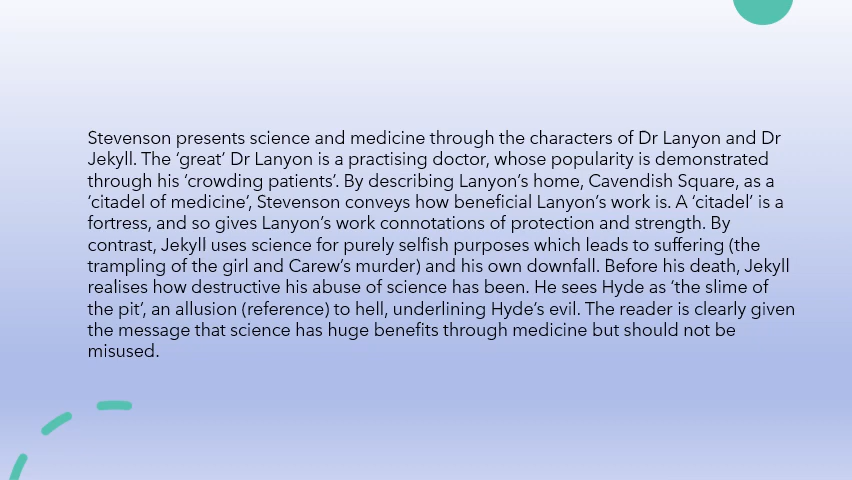 Stevenson presents science and medicine through the characters of Dr Lanyon and Dr
Jekyll. The ‘great’ Dr Lanyon is a practising doctor, whose popularity is demonstrated
through his ‘crowding patients’. By describing Lanyon’s home, Cavendish Square, as a
‘citadel of medicine’, Stevenson conveys how beneficial Lanyon’s work is. A ‘citadel’ is a
fortress, and so gives Lanyon’s work connotations of protection and strength. By
contrast, Jekyll uses science for purely selfish purposes which leads to suffering (the
trampling of the girl and Carew’s murder) and his own downfall. Before his death, Jekyll
realises how destructive his abuse of science has been. He sees Hyde as ‘the slime of
the pit’, an allusion (reference) to hell, underlining Hyde’s evil. The reader is clearly given
the message that science has huge benefits through medicine but should not be
misused.